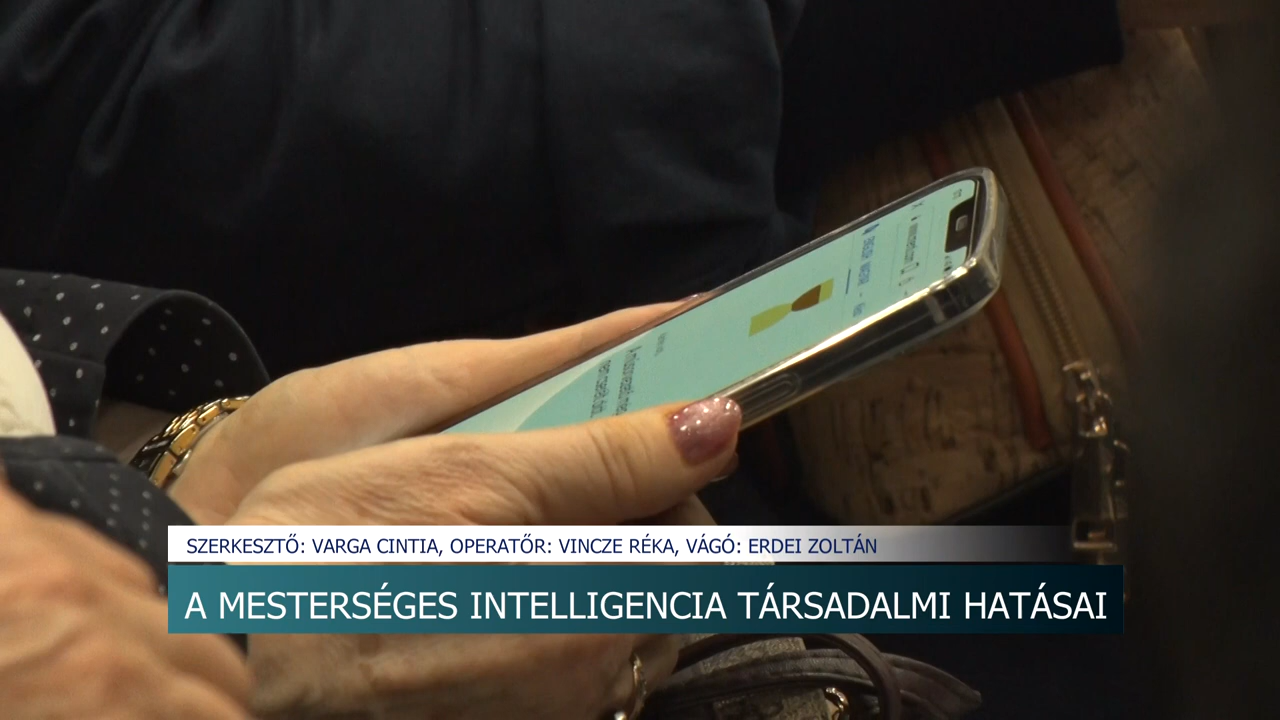 SZERKESZTŐ: VARGA CINTIA, OPERATŐR: VINCZE RÉKA, VÁGÓ: ERDEI ZOLTÁN
A MESTERSÉGES INTELLIGENCIA TÁRSADALMI HATÁSAI